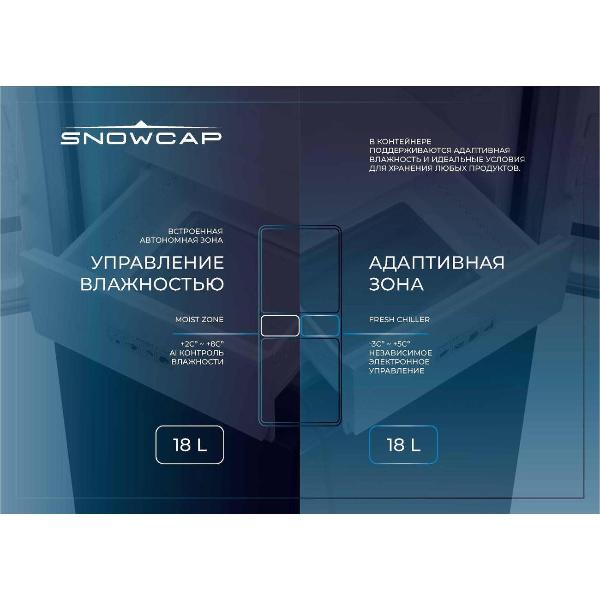 SNOWCAP
В КОНТЕЙНЕРЕ
ПОДДЕРЖИВАЮТСЯ АДАПТИВНАЯ
ВЛАЖНОСТЬ И ИДЕАЛЬНЫЕ УСЛОВИЯ
ДЛЯ ХРАНЕНИЯ ЛЮБЫХ ПРОДУКТОВ.
ВСТРОЕННАЯ
АВТОНОМНАЯ ЗОНА
УПРАВЛЕНИЕ
ВЛАЖНОСТЬЮ
MOIST ZONE
+2C° ~ +8C°
AI КОНТРОЛЬ
ВЛАЖНОСТИ
18 L
АДАПТИВНАЯ
ЗОНА
FRESH CHILLER
-3C° ~ +5C°
НЕЗАВИСИМОЕ
ЭЛЕКТРОННОЕ
УПРАВЛЕНИЕ
18 L